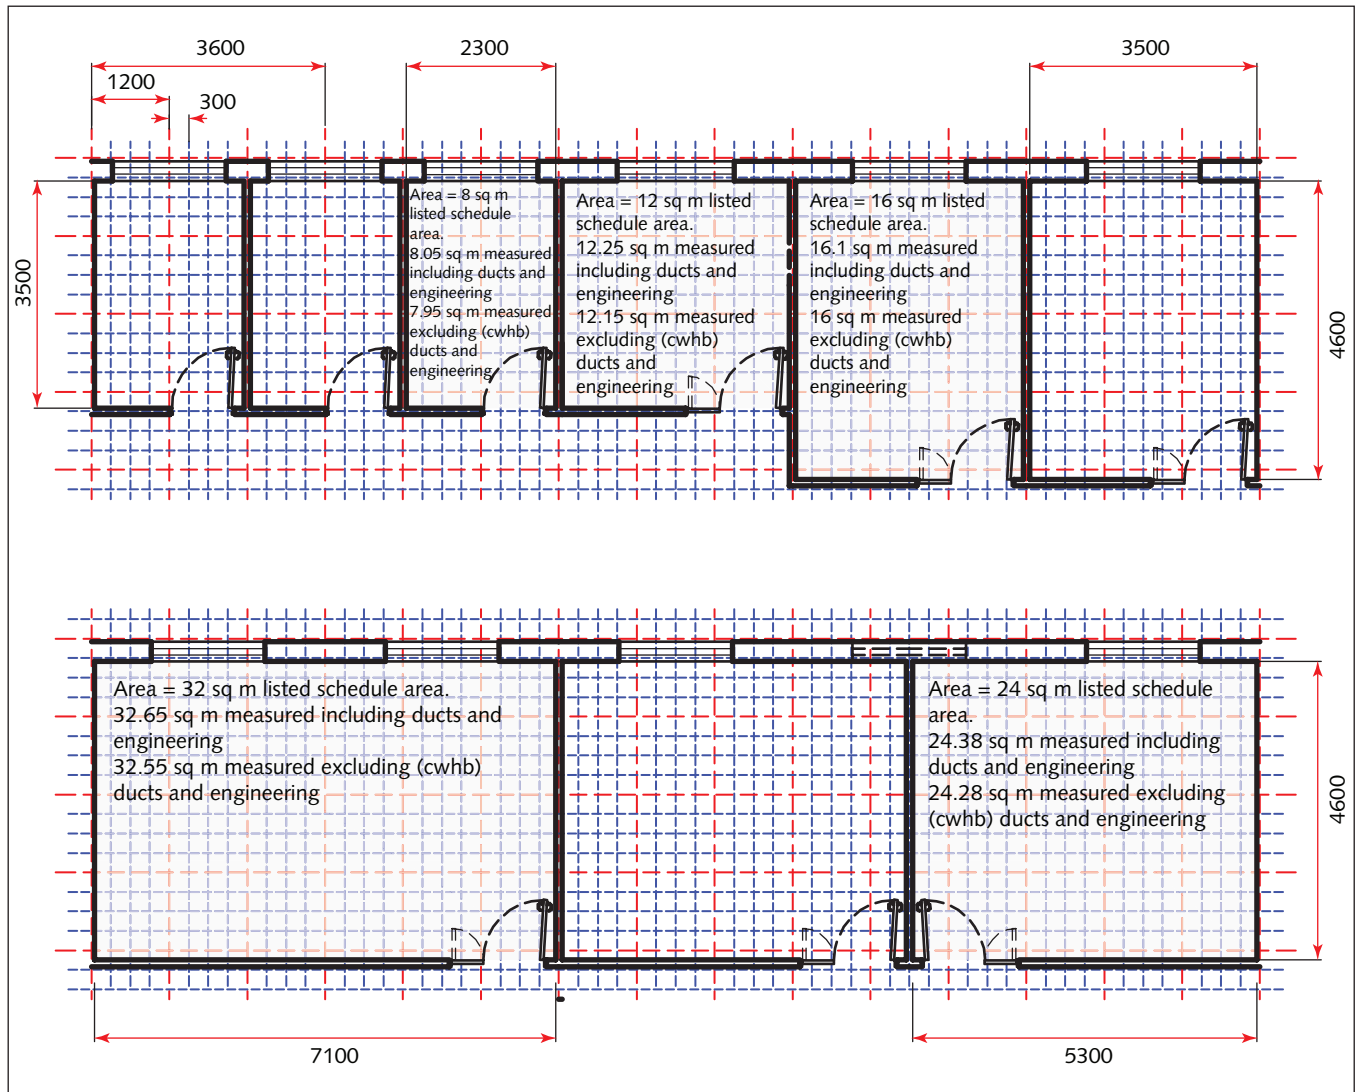 3600
2300
3500
1200
300
3500
Area = 8 sq m
listed schedule
area.
8.05 sq m measured
including ducts and
engineering
7.95 sq m measured
excluding (cwhb)
ducts and
engineering
Area = 12 sq m listed
schedule area.
12.25 sq m measured
including ducts and
engineering
12.15 sq m measured
excluding (cwhb)
ducts and
engineering
Area = 16 sq m listed
schedule area.
16.1 sq m measured
including ducts and
engineering
16 sq m measured
excluding (cwhb)
ducts and
engineering
4600
Area = 32 sq m listed schedule area.
32.65 sq m measured including ducts and
engineering
32.55 sq m measured excluding (cwhb)
ducts and engineering
Area = 24 sq m listed schedule
area.
24.38 sq m measured including
ducts and engineering
24.28 sq m measured excluding
(cwhb) ducts and engineering
4600
7100
5300